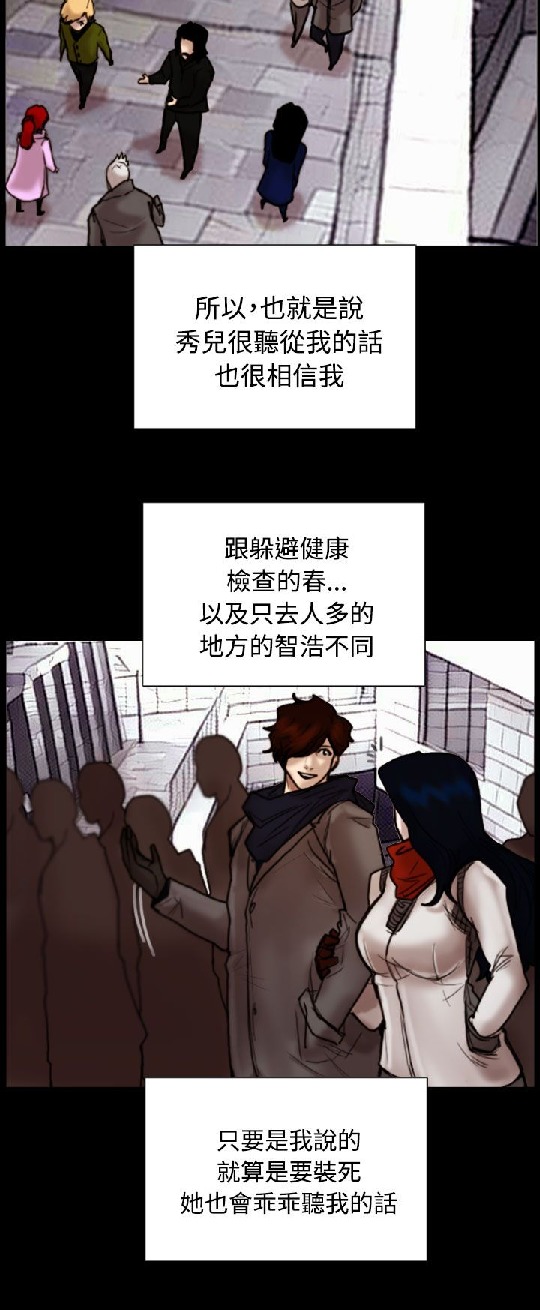 所以，也就是說
秀兒很聽從我的話
也很相信我
跟躲避健康
檢查的春...
以及只去人多的
地方的智浩不同
只要是我說的
就算是要裝死
她也會乖乖聽我的話